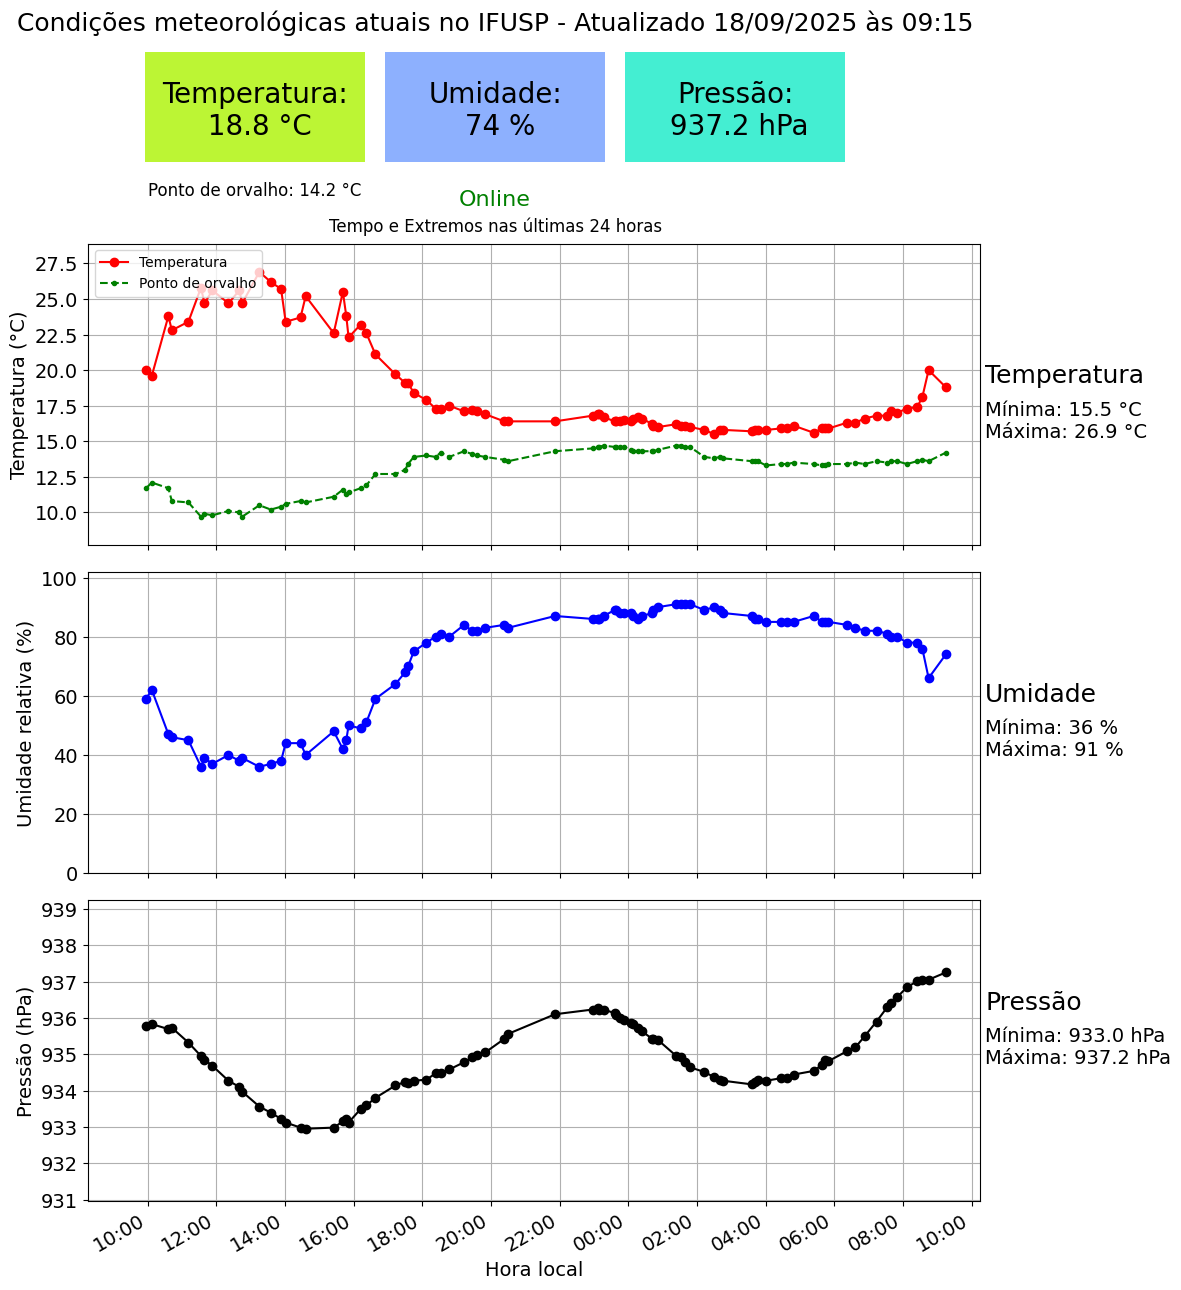 Condições meteorológicas atuais no IFUSP - Atualizado 18/09/2025 às 09:15
Temperatura:
18.8 °C
Umidade:
74 %
Pressão:
937.2 hPa
Ponto de orvalho: 14.2 °C
Online
Tempo e Extremos nas últimas 24 horas
Temperatura
Ponto de orvalho
Temperatura (°C)
27.5
25.0
22.5
20.0
17.5
15.0
12.5
10.0
Temperatura
Mínima: 15.5 °C
Máxima: 26.9 °C
Umidade relativa (%)
100
80
60
40
20
0
Umidade
Mínima: 36 %
Máxima: 91 %
Pressão (hPa)
939
938
937
936
935
934
933
932
931
Pressão
Mínima: 933.0 hPa
Máxima: 937.2 hPa
10:00 12:00 14:00 16:00 18:00 20:00 22:00 00:00 02:00 04:00 06:00 08:00 10:00
Hora local